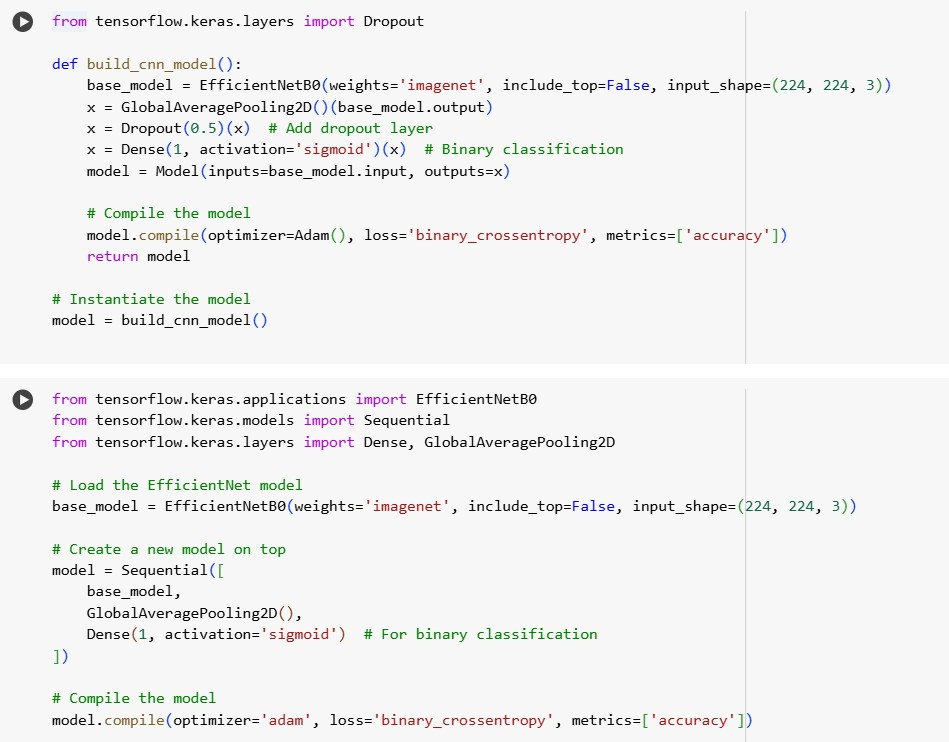 from tensorflow.keras.layers import Dropout
def build_cnn_model():
    base_model = EfficientNetB0(weights='imagenet', include_top=False, input_shape=(224, 224, 3))
    x = GlobalAveragePooling2D()(base_model.output)
    x = Dropout(0.5)(x)  # Add dropout layer
    x = Dense(1, activation='sigmoid')(x)  # Binary classification
    model = Model(inputs=base_model.input, outputs=x)
    # Compile the model
    model.compile(optimizer=Adam(), loss='binary_crossentropy', metrics=['accuracy'])
    return model
# Instantiate the model
model = build_cnn_model()
from tensorflow.keras.applications import EfficientNetB0
from tensorflow.keras.models import Sequential
from tensorflow.keras.layers import Dense, GlobalAveragePooling2D
# Load the EfficientNet model
base_model = EfficientNetB0(weights='imagenet', include_top=False, input_shape=(224, 224, 3))
# Create a new model on top
model = Sequential([
    base_model,
    GlobalAveragePooling2D(),
    Dense(1, activation='sigmoid')  # For binary classification
])
# Compile the model
model.compile(optimizer='adam', loss='binary_crossentropy', metrics=['accuracy'])